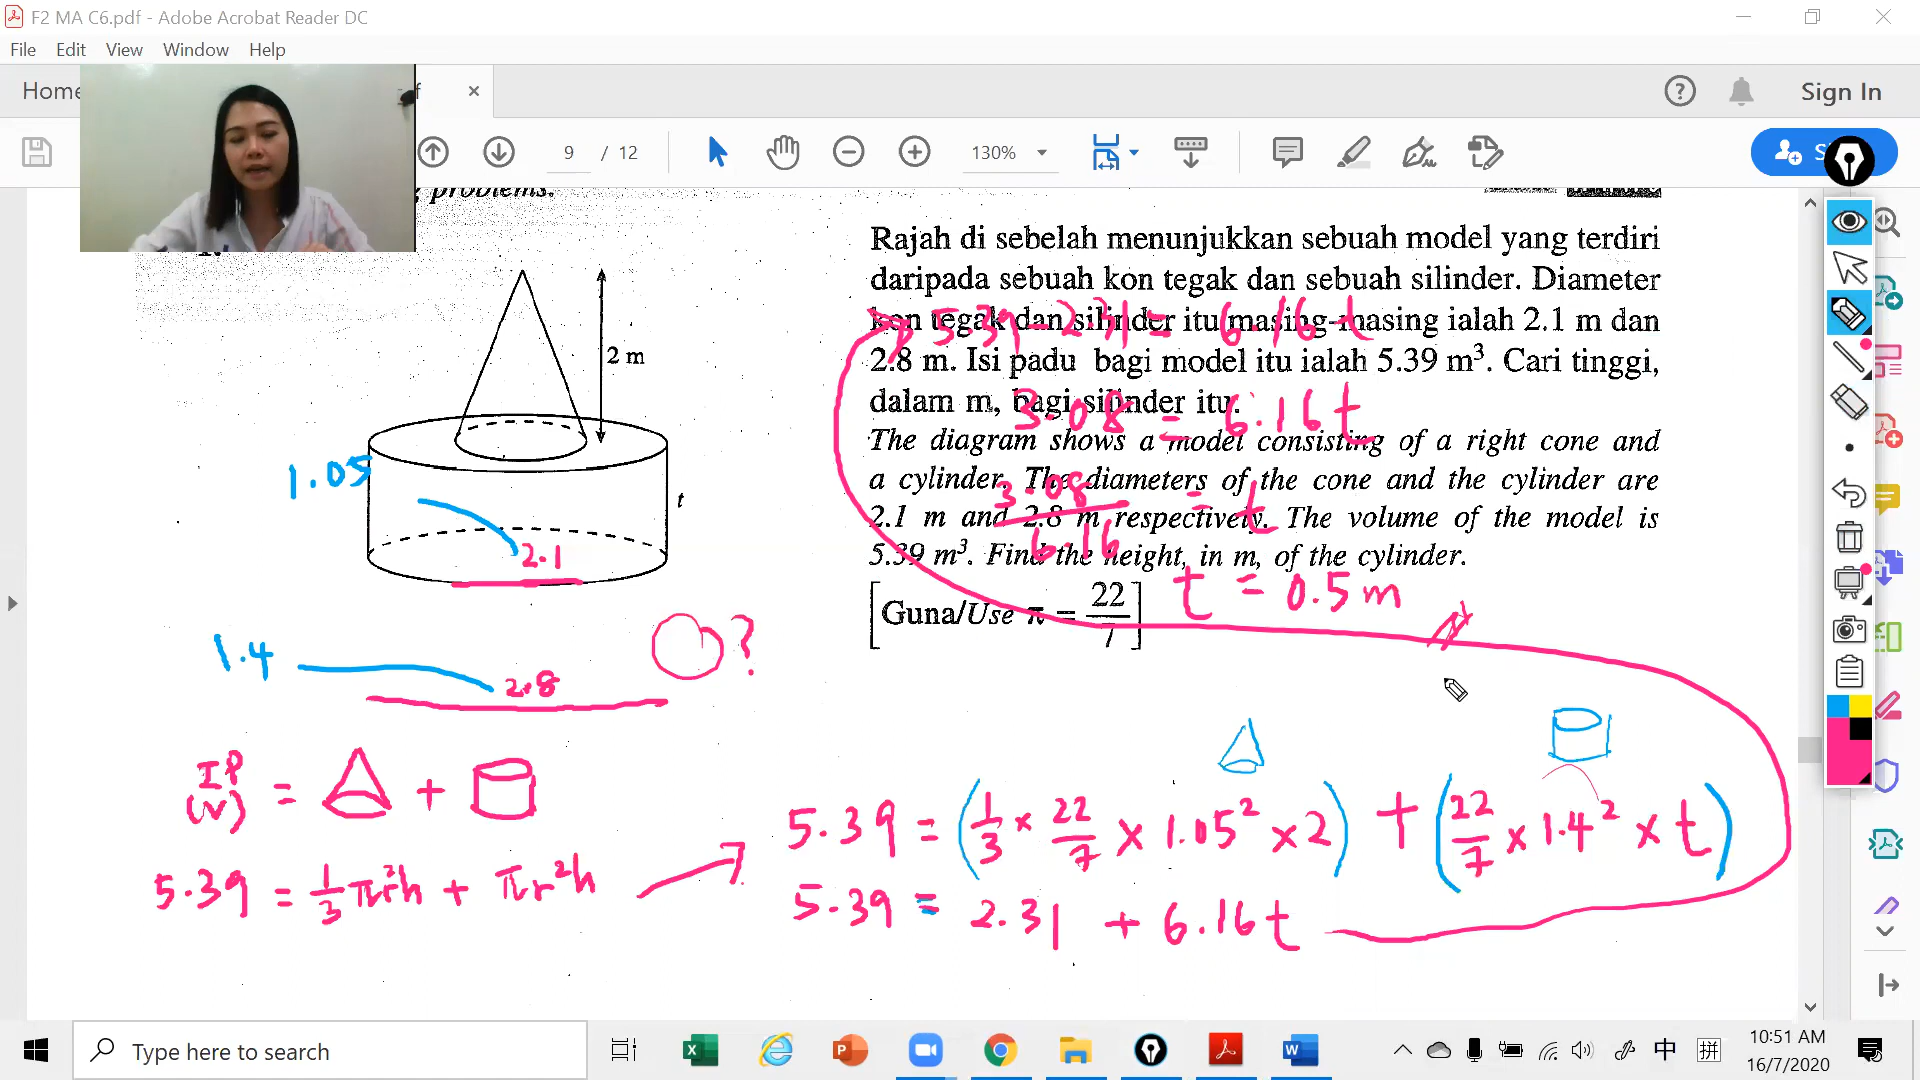 F2 MA C6.pdf - Adobe Acrobat Reader DC
File Edit View Window Help
Home
Sign In
9 / 12
130%
problems.
Rajah di sebelah menunjukkan sebuah model yang terdiri
daripada sebuah kon tegak dan sebuah silinder. Diameter
kon tegak dan silinder itu masing-masing ialah 2.1 m dan
2.8 m. Isi padu bagi model itu ialah 5.39 m³. Cari tinggi,
dalam m, bagi silinder itu.
The diagram shows a model consisting of a right cone and
a cylinder. The diameters of the cone and the cylinder are
2.1 m and 2.8 m respectively. The volume of the model is
5.39 m³. Find the height, in m, of the cylinder.
[Guna/Use π = 22/7]
2 m
t
1.05
2.1
1.4
2.8
?
5.39 - 2.31 = 6.16t
3.08 = 6.16t
3.08/6.16 = t
t = 0.5 m
IP
(V) = +
5.39 = 1/3 πr²h + πr²h
5.39 = (1/3 × 22/7 × 1.05² × 2) + (22/7 × 1.4² × t)
5.39 = 2.31 + 6.16t
Type here to search
中
拼
10:51 AM
16/7/2020